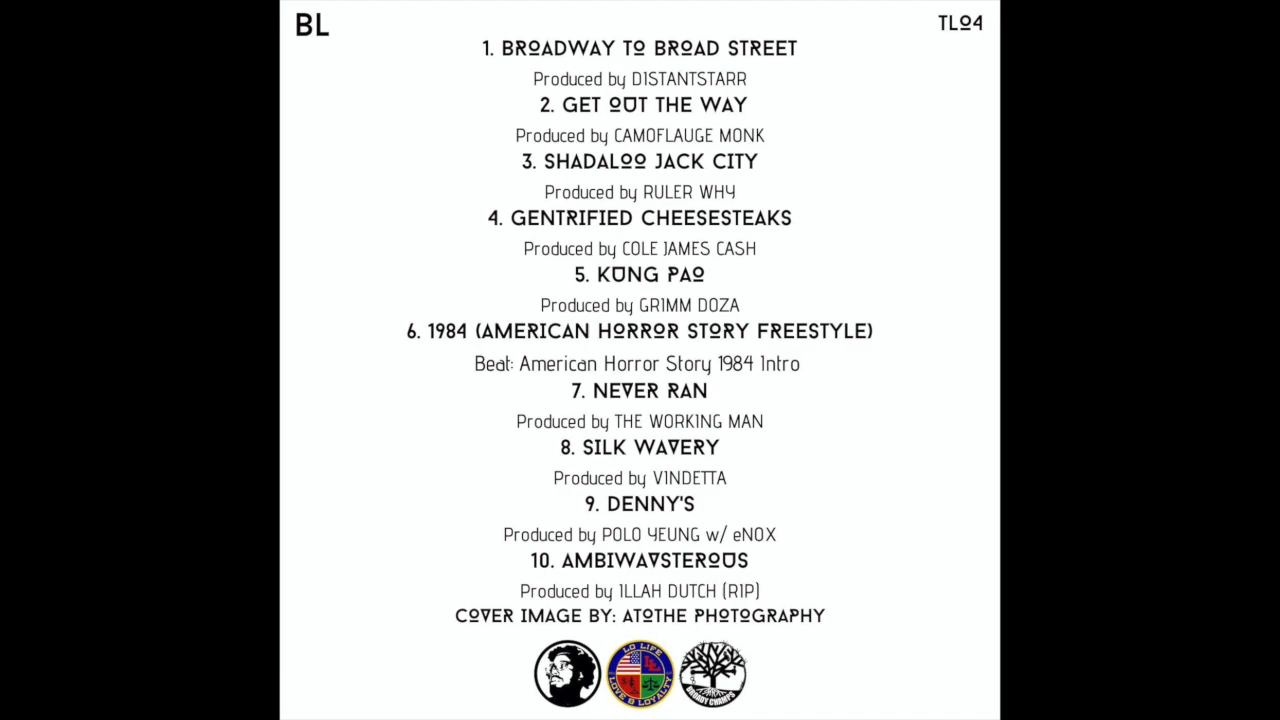 BL
TLO4
1. BROADWAY TO BROAD STREET
Produced by DISTANTSTARR
2. GET OUT THE WAY
Produced by CAMOFLAUGE MONK
3. SHADALOO JACK CITY
Produced by RULER WHY
4. GENTRIFIED CHEESESTEAKS
Produced by COLE JAMES CASH
5. KUNG PAO
Produced by GRIMM DOZA
6. 1984 (AMERICAN HORROR STORY FREESTYLE)
Beat: American Horror Story 1984 Intro
7. NEVER RAN
Produced by THE WORKING MAN
8. SILK WAVERY
Produced by VINDETTA
9. DENNY'S
Produced by POLO YEUNG w/ eNOX
10. AMBIWAVSTEROUS
Produced by ILLAH DUTCH (RIP)
COVER IMAGE BY: ATOTHE PHOTOGRAPHY
LO LIFE
LL
LOVE & LOYALTY
BRGIDY CHAMPS